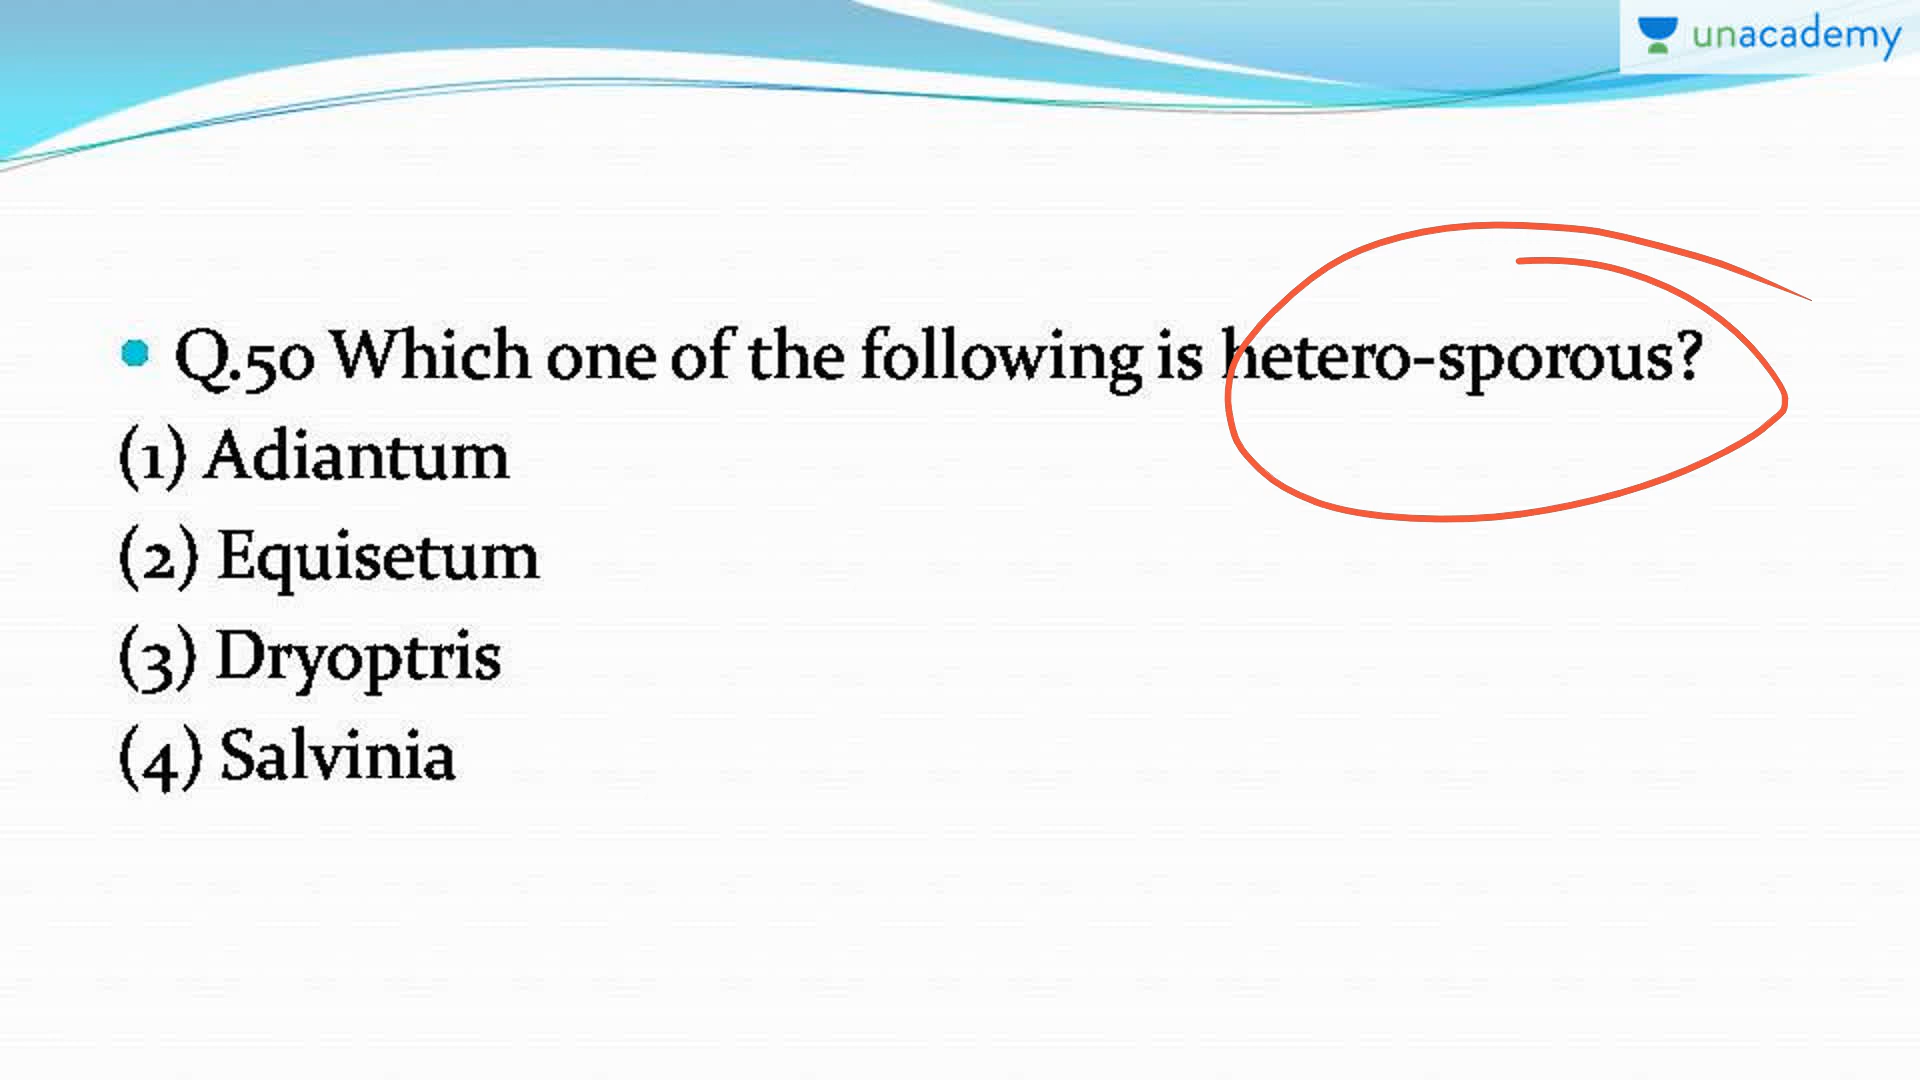 unacademy
Q.50 Which one of the following is hetero-sporous?
(1) Adiantum
(2) Equisetum
(3) Dryoptris
(4) Salvinia